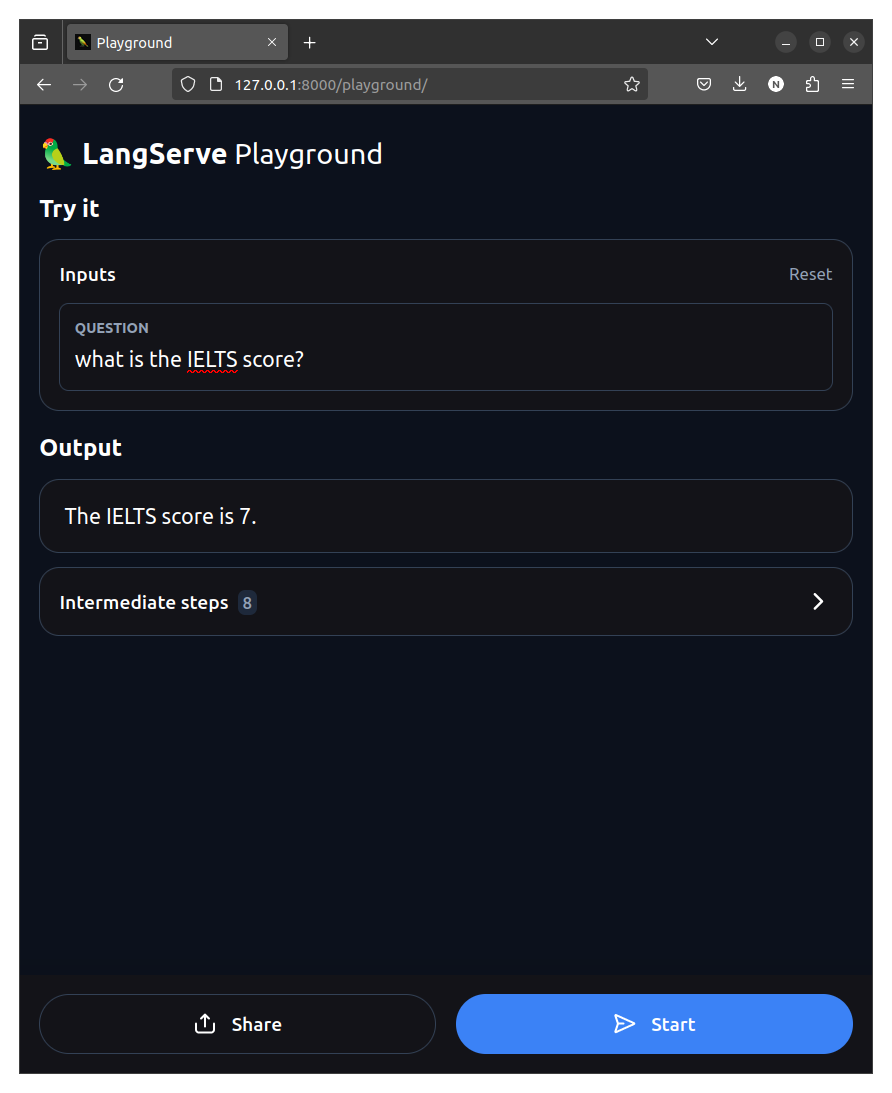 Playground
127.0.0.1:8000/playground/
N
LangServe Playground
Try it
Inputs
Reset
QUESTION
what is the IELTS score?
Output
The IELTS score is 7.
Intermediate steps 8
Share
Start